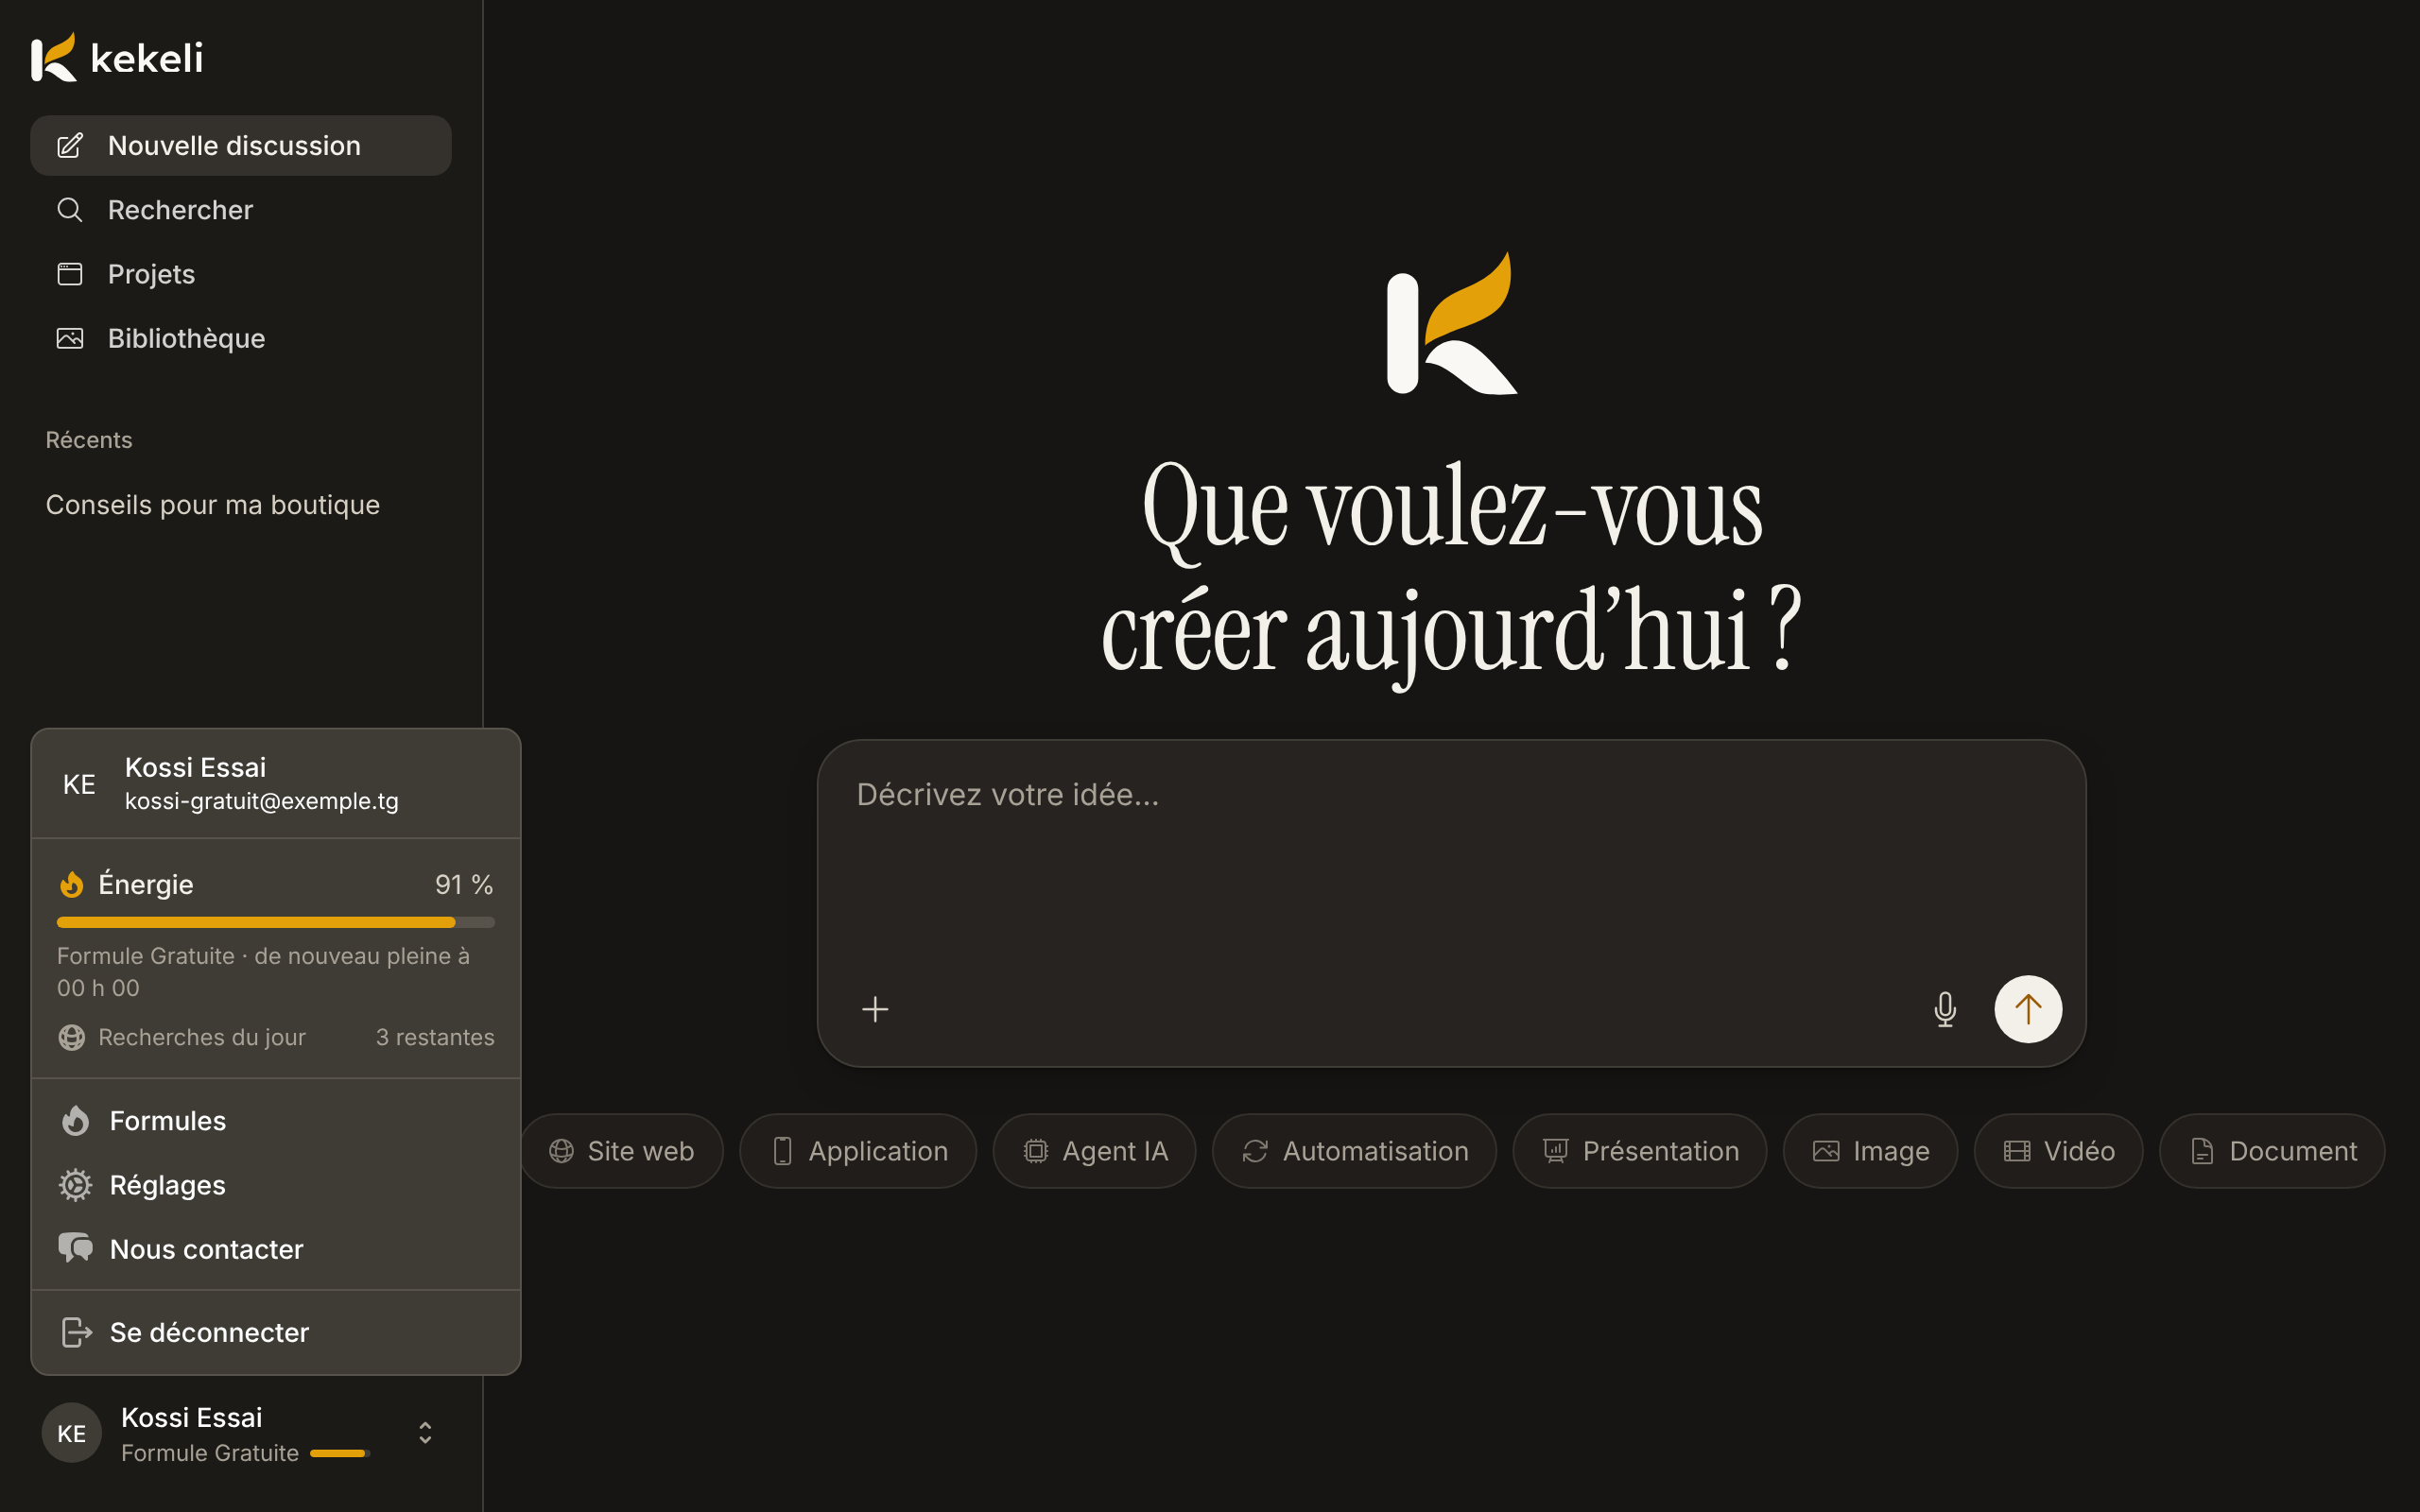 kekeli
Nouvelle discussion
Rechercher
Projets
Bibliothèque
Récents
Conseils pour ma boutique
Que voulez-vous
créer aujourd’hui ?
Décrivez votre idée...
Site web
Application
Agent IA
Automatisation
Présentation
Image
Vidéo
Document
KE
Kossi Essai
kossi-gratuit@exemple.tg
Énergie 91 %
Formule Gratuite · de nouveau pleine à
00 h 00
Recherches du jour 3 restantes
Formules
Réglages
Nous contacter
Se déconnecter
KE
Kossi Essai
Formule Gratuite